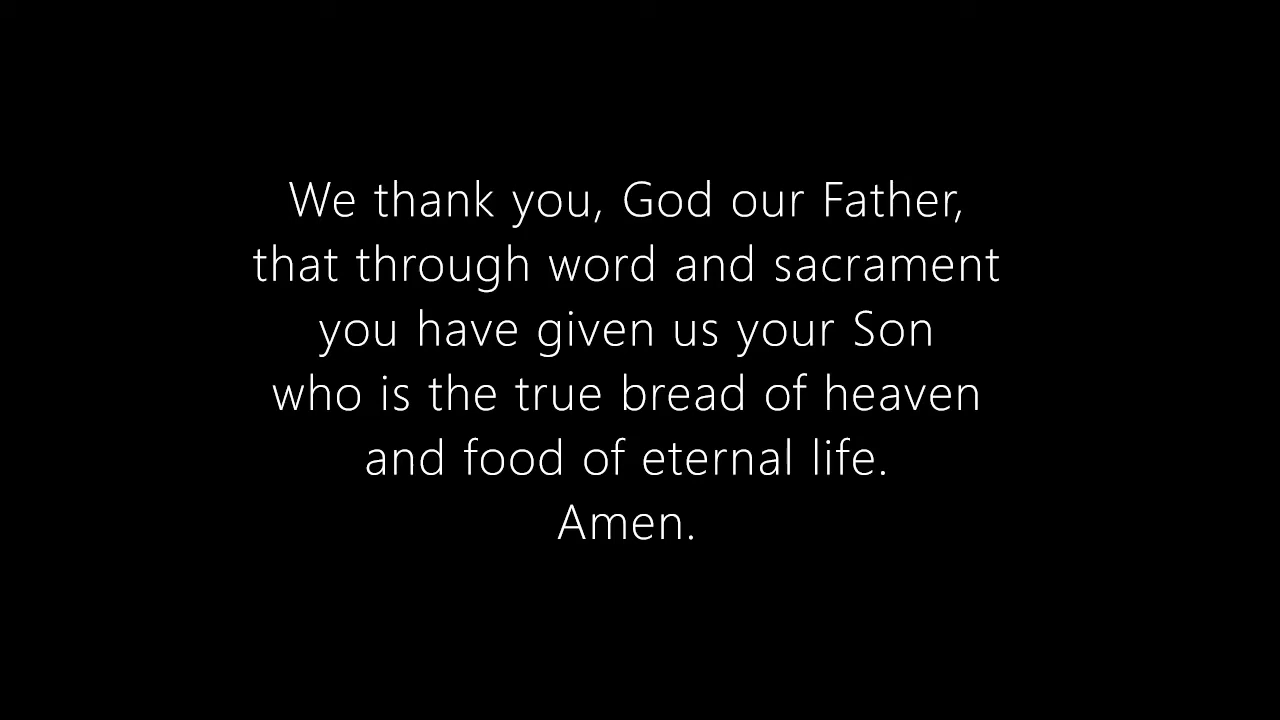 We thank you, God our Father,
that through word and sacrament
you have given us your Son
who is the true bread of heaven
and food of eternal life.
Amen.